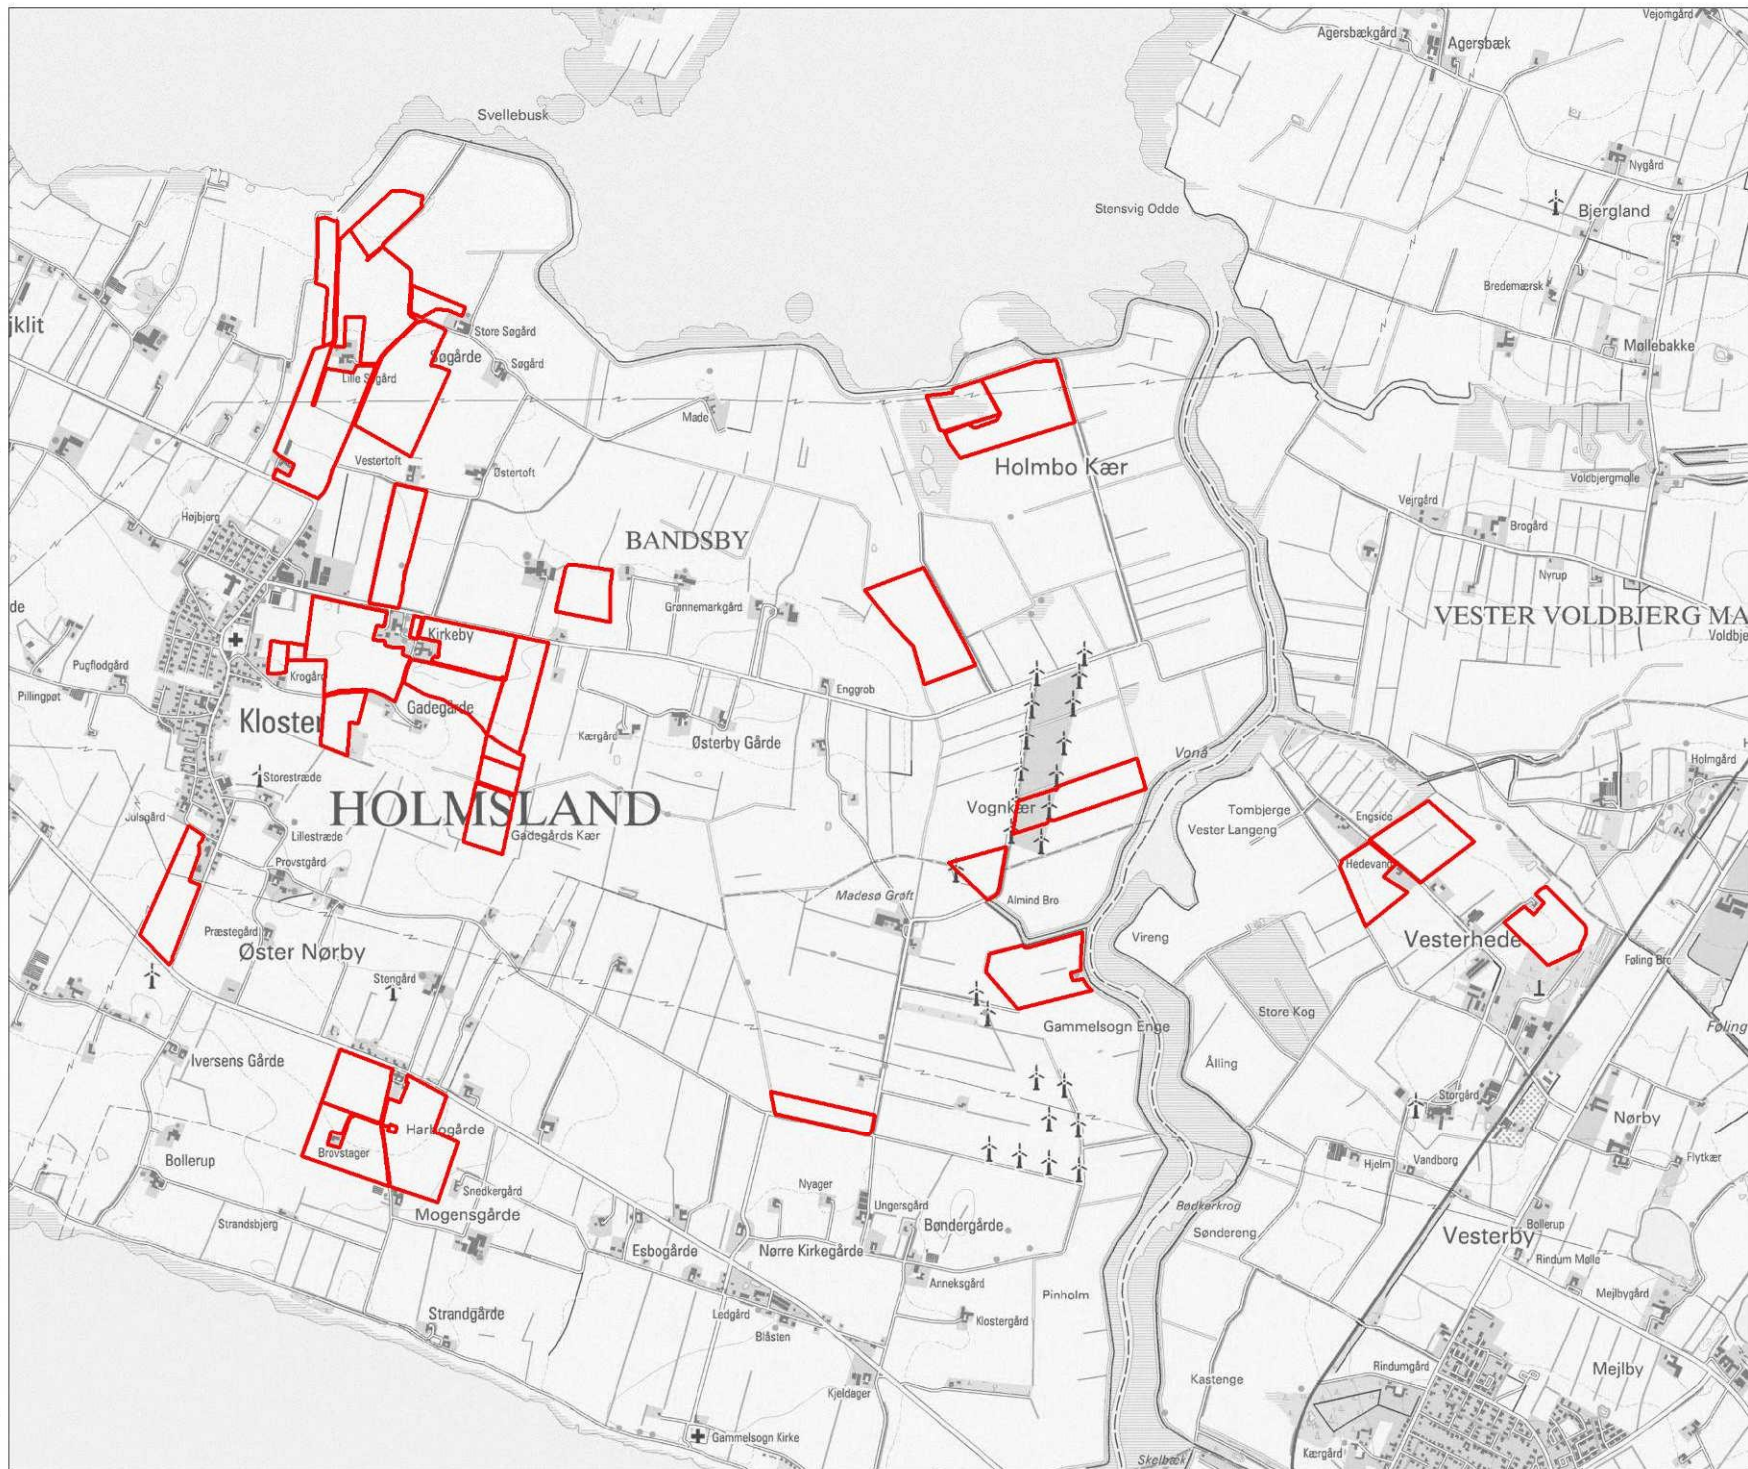 Vejomgård
Agersbækgård
Agersbæk
Svellebusk
Nygård
Stensvig Odde
Bjergland
Bredemærsk
jklit
Store Søgård
Søgårde
Søgård
Møllebakke
Lille Søgård
Made
Vestertoft
Østertoft
Holmbo Kær
Voldbjergmølle
Højbjerg
Vejrgård
Brogård
BANDSBY
Nyrup
de
Grønnemarkgård
VESTER VOLDBJERG MA
Kirkeby
Voldbje
Pugflodgård
Krogård
Pillingpøt
Enggrob
Gadegårde
Kloster
Kærgård
Østerby Gårde
Vonå
Holmgård
Storestræde
HOLMSLAND
Vognkær
Tombjerge
Engside
Julsgård
Lillestræde
Gadegårds Kær
Vester Langeng
Provstgård
Hedevang
Madesø Grøft
Almind Bro
Præstegård
Øster Nørby
Vireng
Vesterhede
Føling Bro
Stengård
Store Kog
Gammelsogn Enge
Føling
Iversens Gårde
Ålling
Storgård
Nørby
Harbogårde
Brovstager
Bollerup
Hjelm
Vandborg
Flytkær
Snedkergård
Nyager
Ungersgård
Bødkerkrog
Mogensgårde
Strandsbjerg
Bøndergårde
Søndereng
Bollerup
Vesterby
Esbogårde
Nørre Kirkegårde
Rindum Mølle
Anneksgård
Pinholm
Mejlbygård
Strandgårde
Ledgård
Klostergård
Blåsten
Rindumgård
Mejlby
Kjeldager
Kastenge
Gammelsogn Kirke
Kærgård
Skelbæk